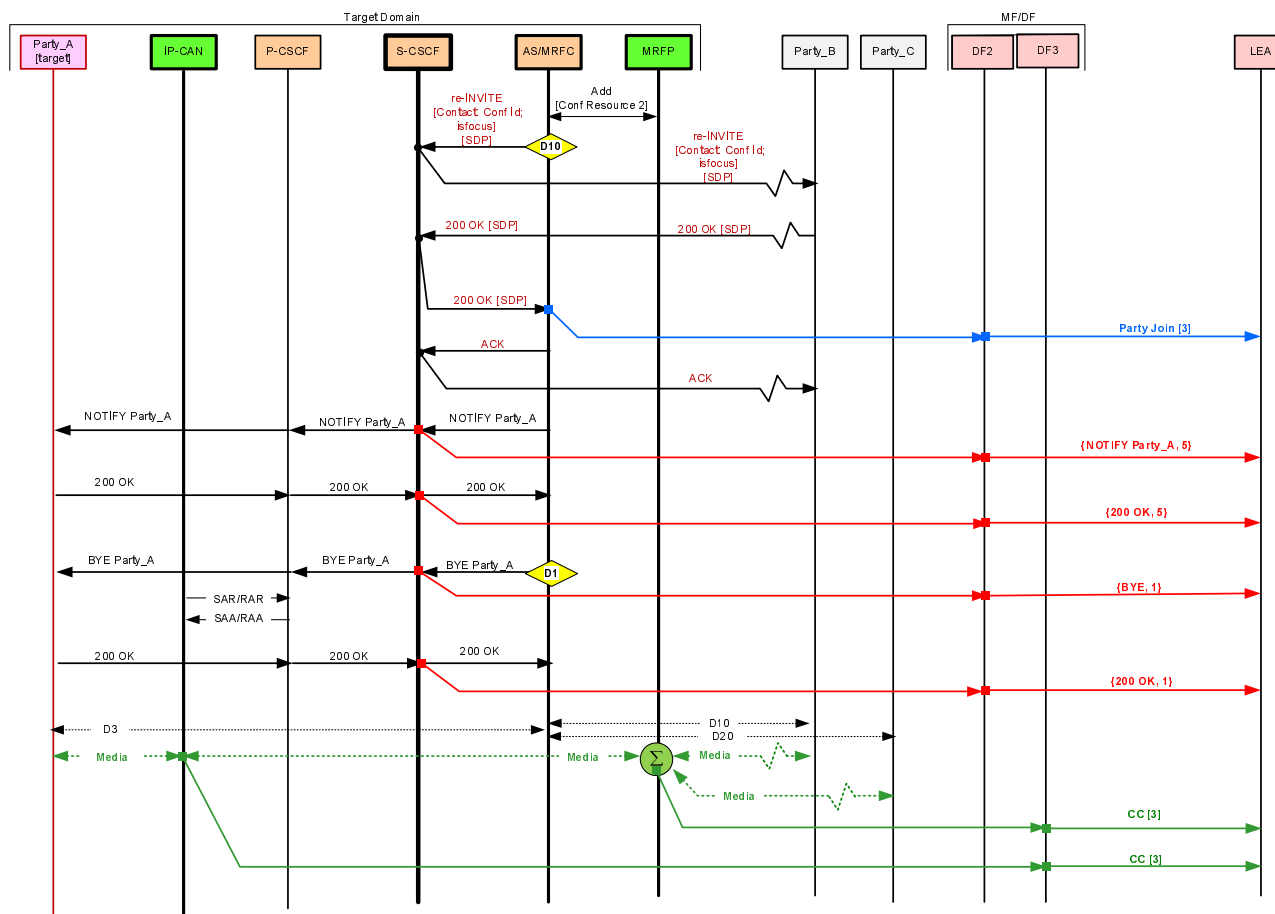 Target Domain
MF/DF
Party_A
[target]
IP-CAN
P-CSCF
S-CSCF
AS/MRFC
MRFP
Party_B
Party_C
DF2
DF3
LEA
re-INVITE
[Contact: Conf Id;
isfocus]
[SDP]
Add
[Conf Resource 2]
D10
re-INVITE
[Contact: Conf Id;
isfocus]
[SDP]
200 OK [SDP]
200 OK [SDP]
200 OK [SDP]
Party Join [3]
ACK
ACK
NOTIFY Party_A
NOTIFY Party_A
NOTIFY Party_A
{NOTIFY Party_A, 5}
200 OK
200 OK
200 OK
{200 OK, 5}
BYE Party_A
BYE Party_A
BYE Party_A
D1
{BYE, 1}
SAR/RAR
SAA/RAA
200 OK
200 OK
200 OK
{200 OK, 1}
D3
D10
D20
Media
Media
Σ
Media
Media
CC [3]
CC [3]